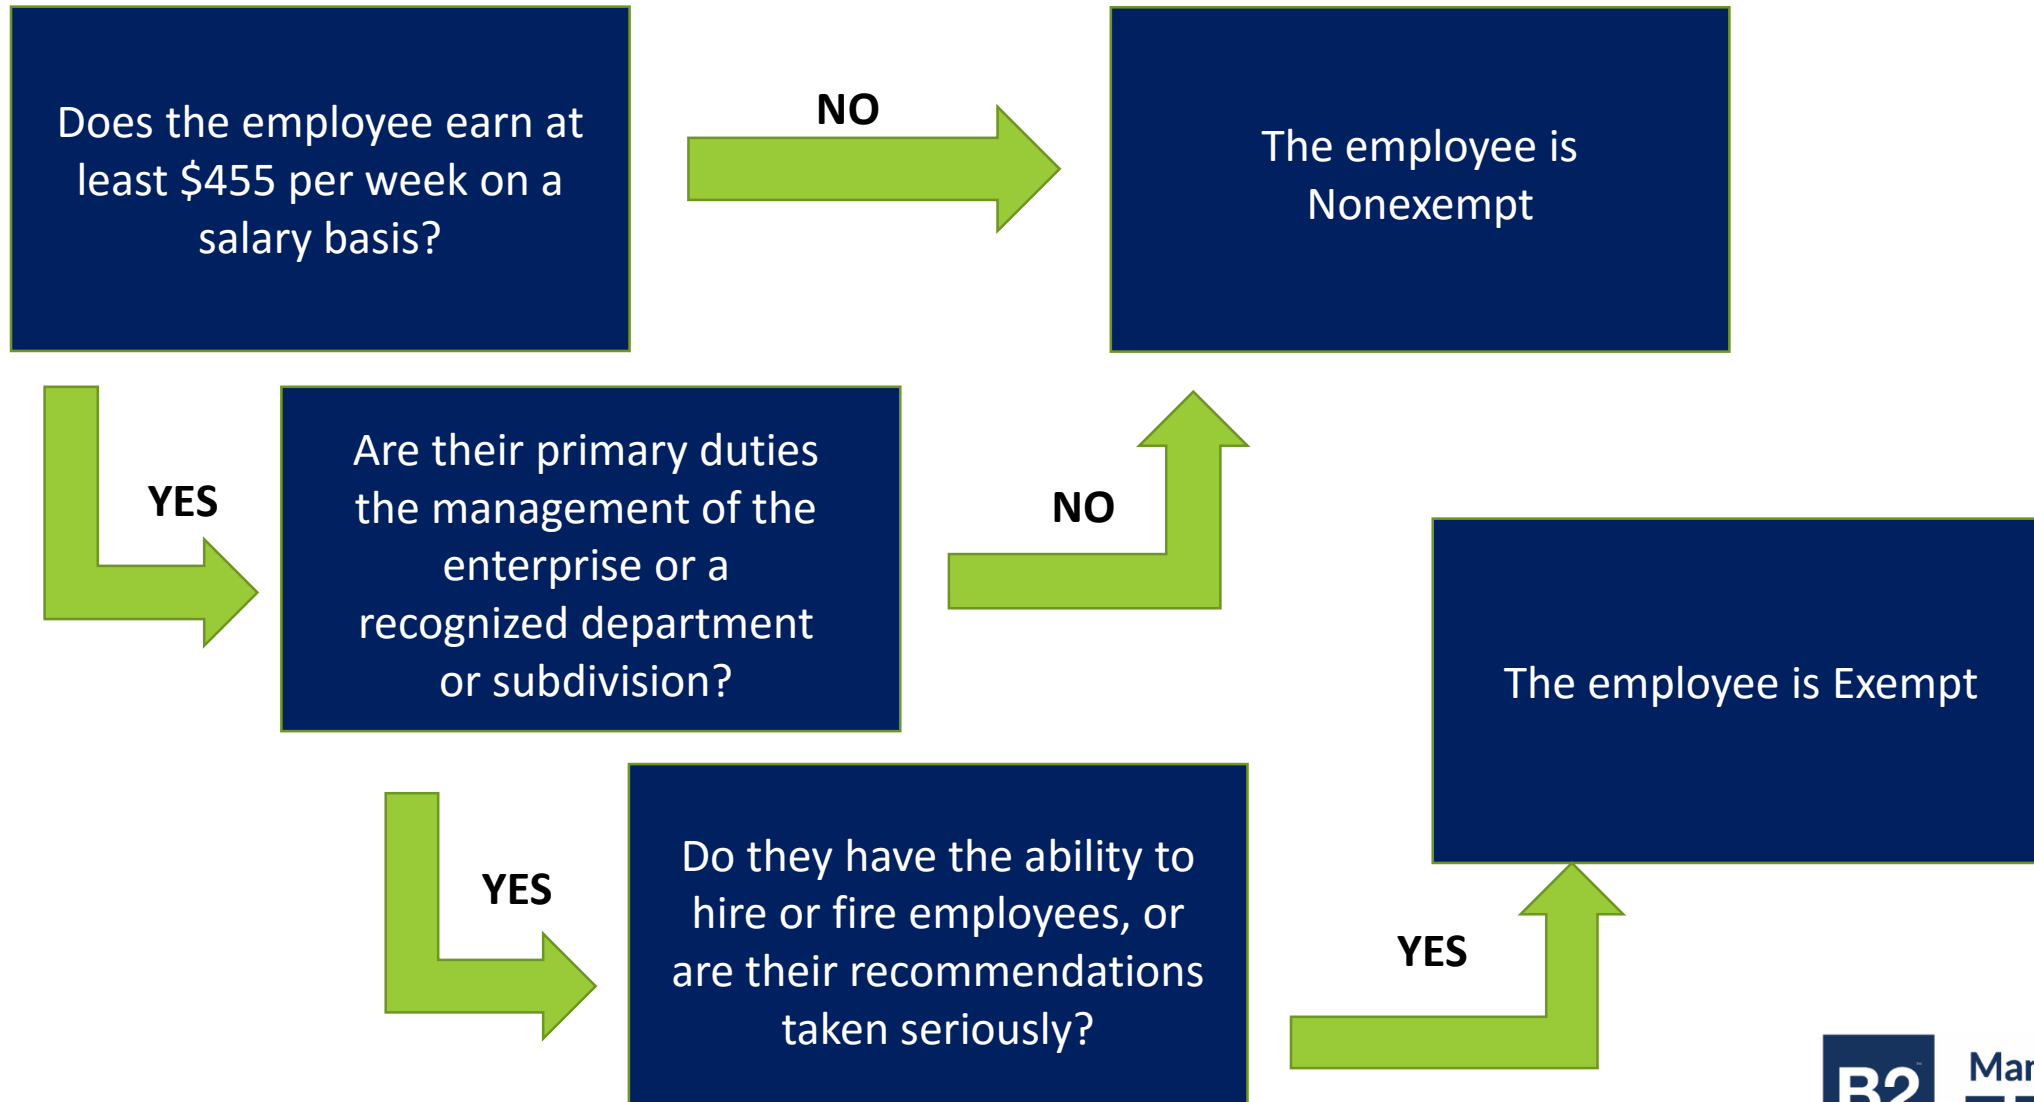 Does the employee earn at
least $455 per week on a
salary basis?
NO
The employee is
Nonexempt
YES
Are their primary duties
the management of the
enterprise or a
recognized department
or subdivision?
NO
The employee is Exempt
YES
Do they have the ability to
hire or fire employees, or
are their recommendations
taken seriously?
YES
B2